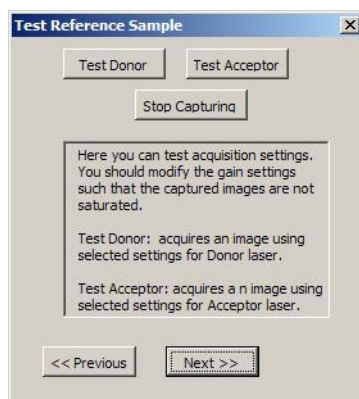 Test Reference Sample
Test Donor
Test Acceptor
Stop Capturing
Here you can test acquisition settings.
You should modify the gain settings
such that the captured images are not
saturated.
Test Donor: acquires an image using
selected settings for Donor laser.
Test Acceptor: acquires a n image using
selected settings for Acceptor laser.
<< Previous
Next >>